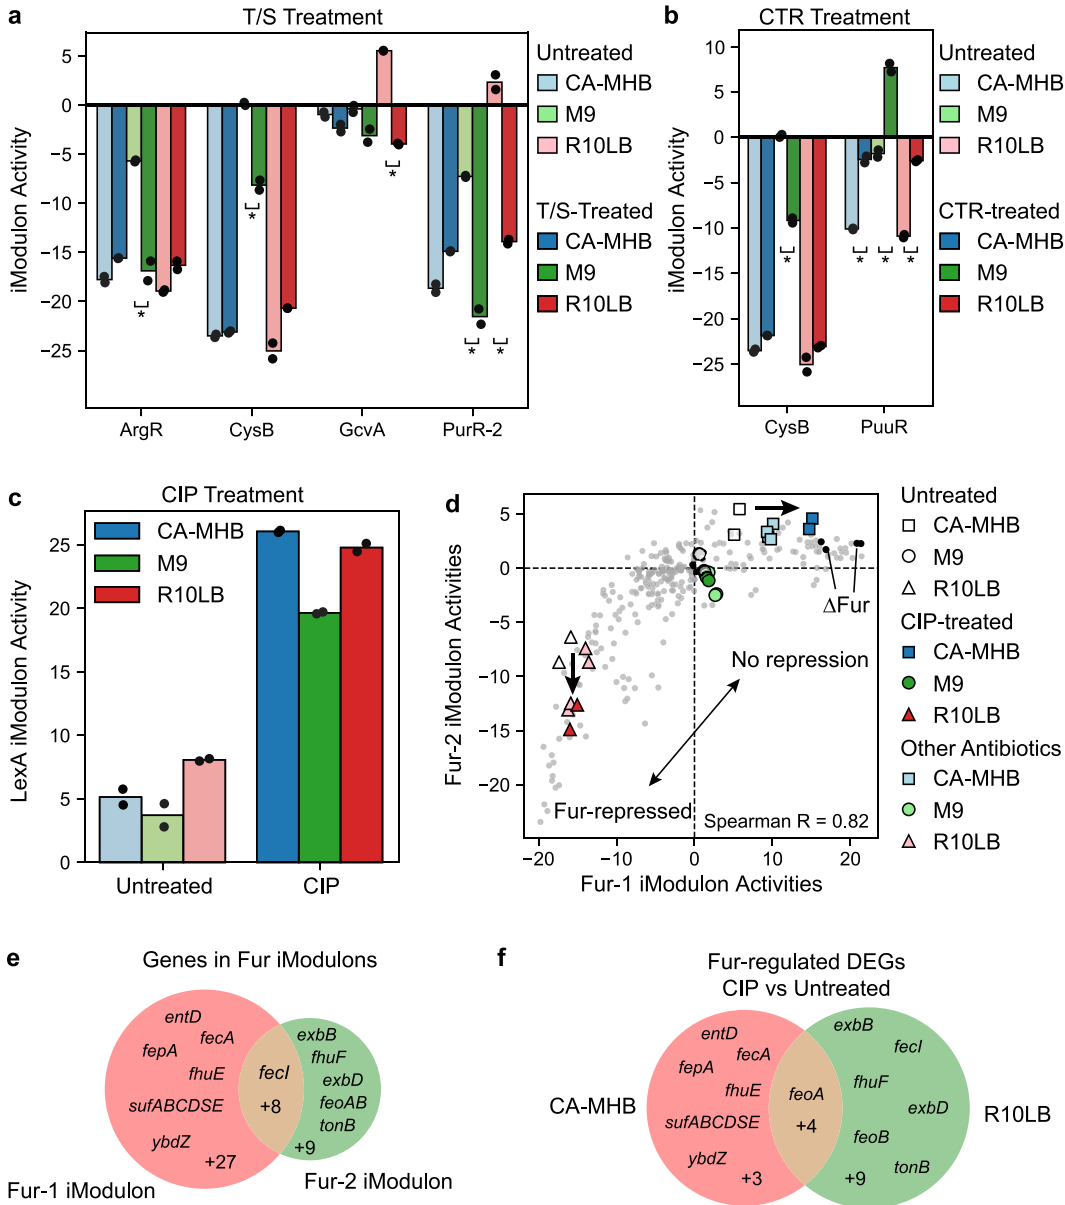 a
T/S Treatment
iModulon Activity
5
0
−5
−10
−15
−20
−25
*
*
*
*
*
ArgR
CysB
GcvA
PurR-2
Untreated
CA-MHB
M9
R10LB
T/S-Treated
CA-MHB
M9
R10LB
b
CTR Treatment
iModulon Activity
10
5
0
−5
−10
−15
−20
−25
*
*
*
*
CysB
PuuR
Untreated
CA-MHB
M9
R10LB
CTR-treated
CA-MHB
M9
R10LB
c
CIP Treatment
LexA iModulon Activity
25
20
15
10
5
0
CA-MHB
M9
R10LB
Untreated
CIP
d
Fur-2 iModulon Activities
5
0
−5
−10
−15
−20
ΔFur
No repression
Fur-repressed
Spearman R = 0.82
−20
−10
0
10
20
Fur-1 iModulon Activities
Untreated
CA-MHB
M9
R10LB
CIP-treated
CA-MHB
M9
R10LB
Other Antibiotics
CA-MHB
M9
R10LB
e
Genes in Fur iModulons
entD
fepA
fecA
fhuE
sufABCDSE
ybdZ
+27
fecI
+8
exbB
fhuF
exbD
feoAB
tonB
+9
Fur-1 iModulon
Fur-2 iModulon
f
Fur-regulated DEGs
CIP vs Untreated
CA-MHB
entD
fepA
fecA
fhuE
sufABCDSE
ybdZ
+3
feoA
+4
exbB
fecI
fhuF
exbD
feoB
tonB
+9
R10LB